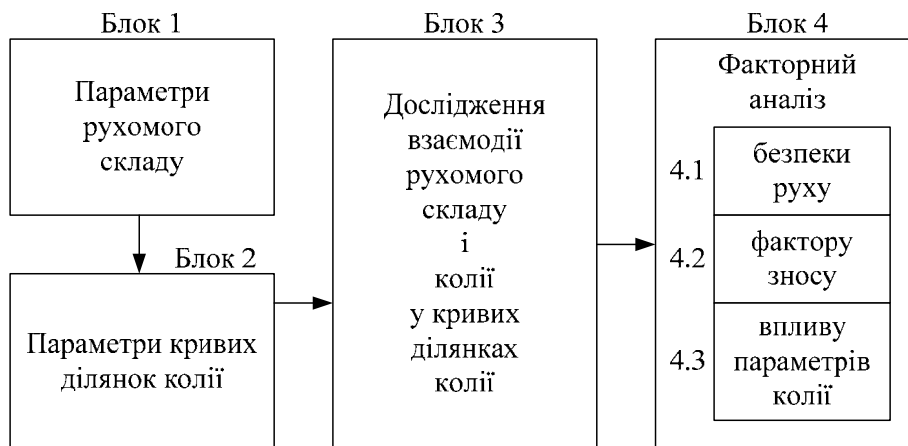 Блок 1
Параметри
рухомого
складу
Блок 2
Параметри кривих
ділянок колії
Блок 3
Дослідження
взаємодії
рухомого
складу
і
колії
у кривих
ділянках
колії
Блок 4
Факторний
аналіз
4.1
безпеки
руху
4.2
фактору
зносу
4.3
впливу
параметрів
колії